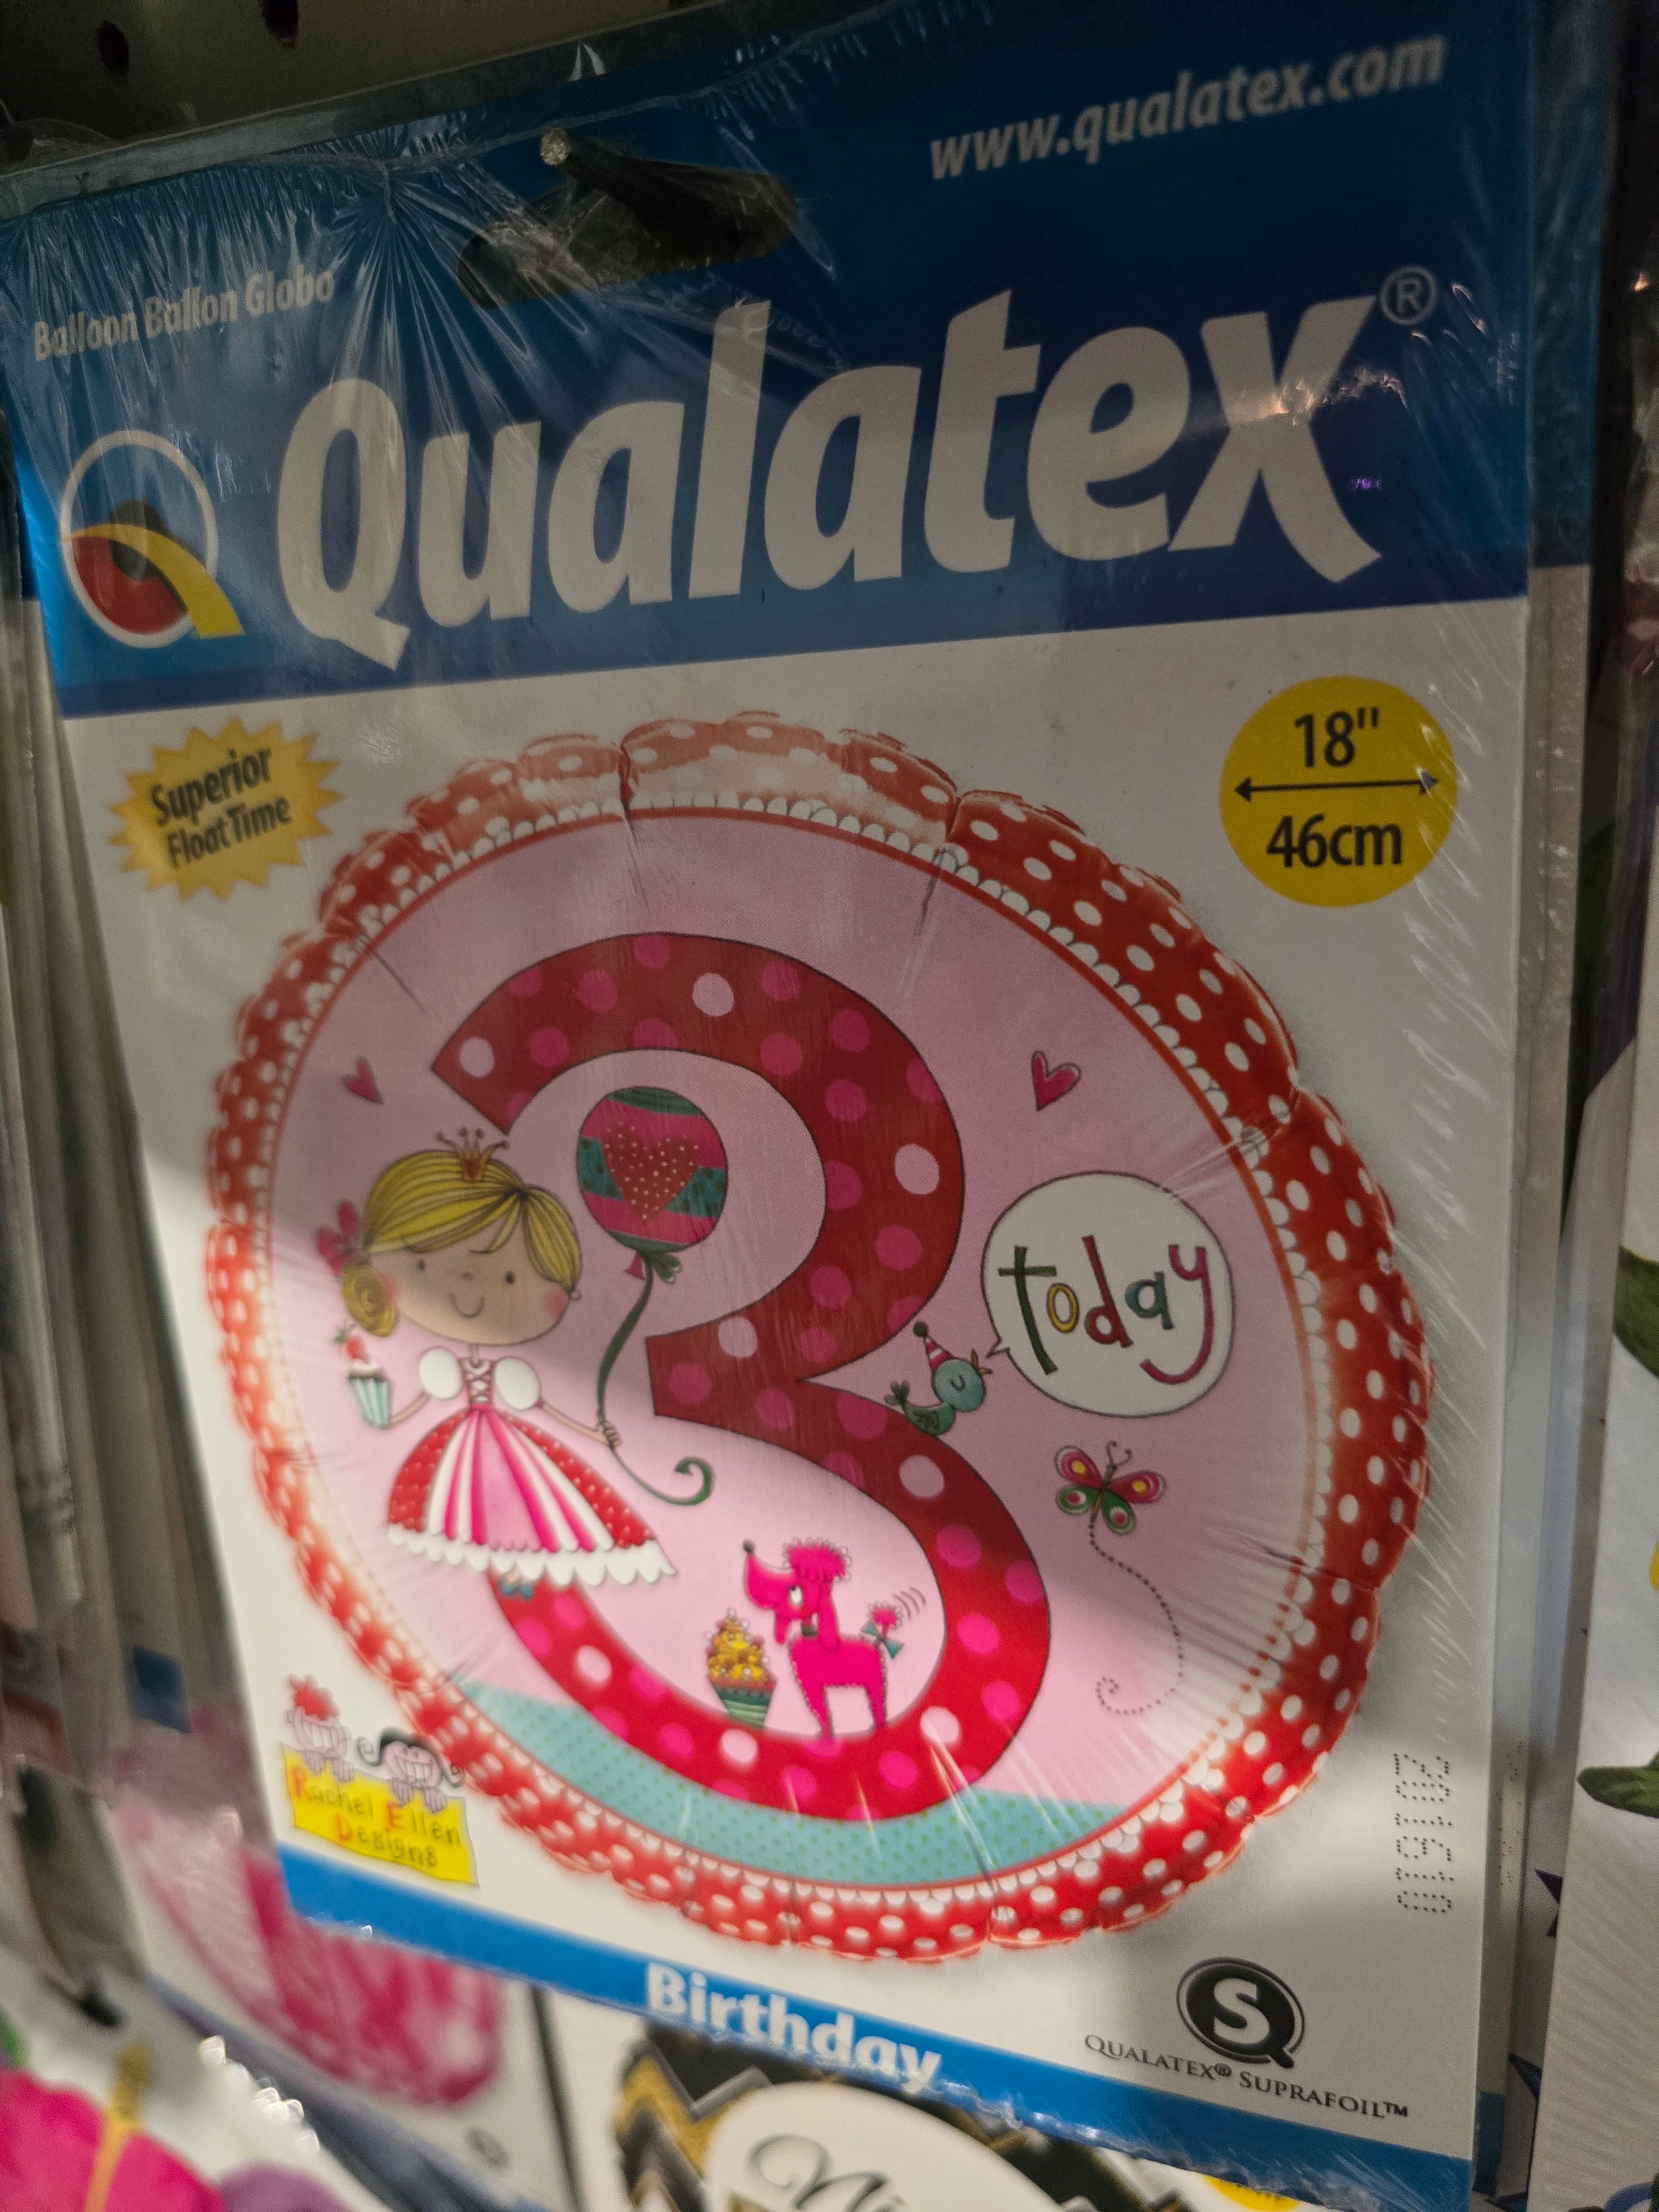 www.qualatex.com
Balloon Ballon Globo
Qualatex®
Superior
Float Time
18"
46cm
3
today
Rachel Ellen
Designs
Birthday
S
QUALATEX® SUPRAFOIL™